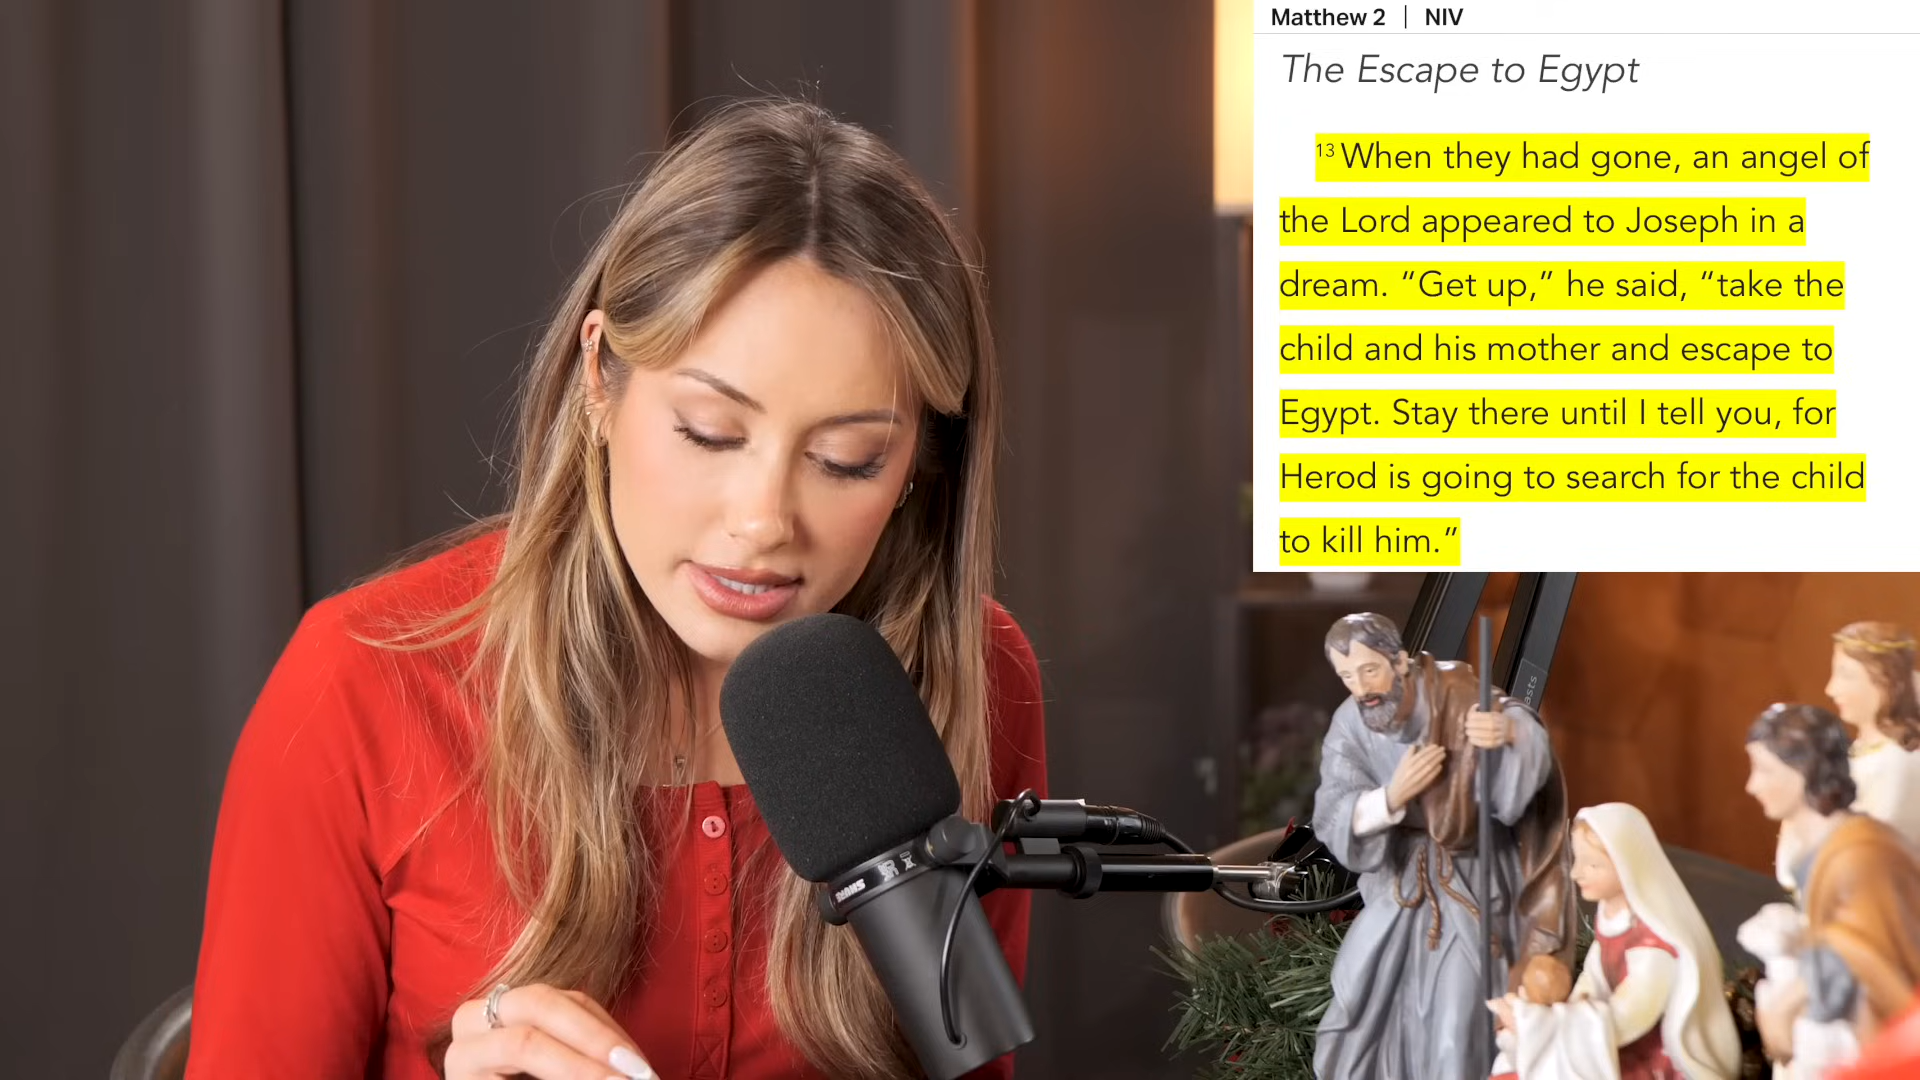 Matthew 2 | NIV
The Escape to Egypt
13 When they had gone, an angel of
the Lord appeared to Joseph in a
dream. “Get up,” he said, “take the
child and his mother and escape to
Egypt. Stay there until I tell you, for
Herod is going to search for the child
to kill him.”
SHURE